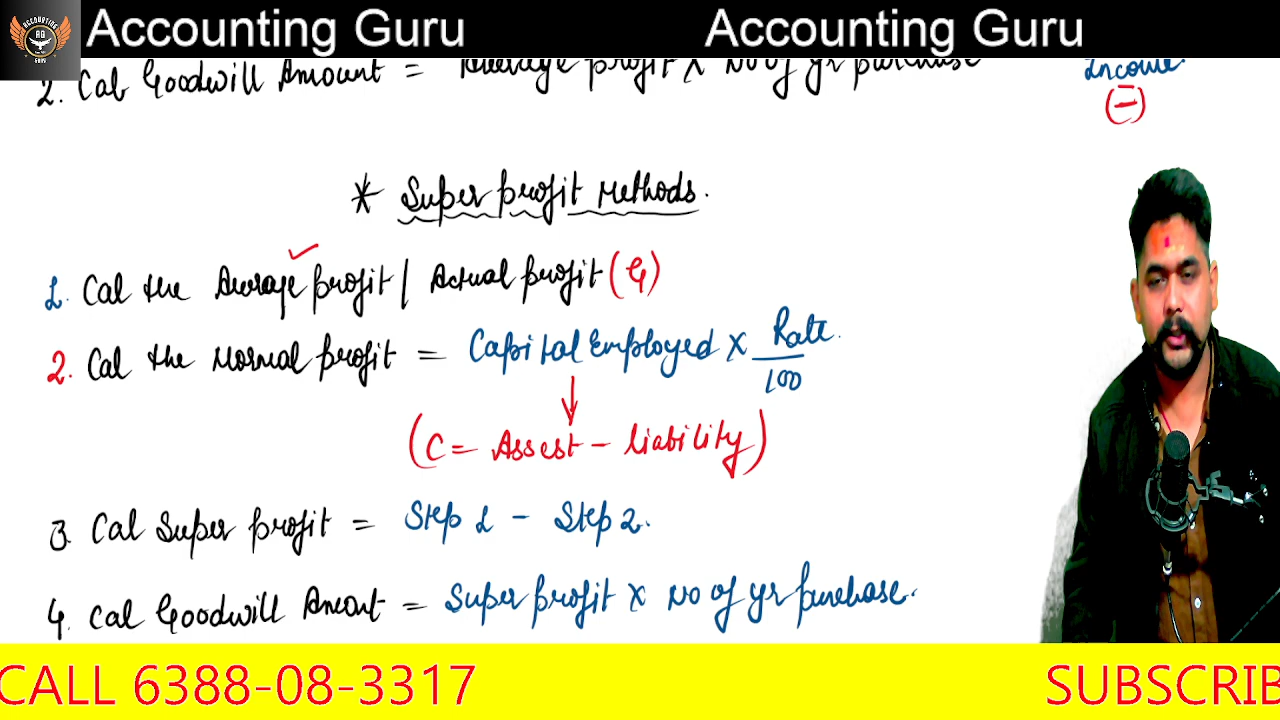 Accounting Guru Accounting Guru
2. Cal Goodwill Amount = Average profit x No of yr purchase
Income
(-)
* Super profit Methods.
1. Cal the Average profit / Actual profit (G)
2. Cal the Normal profit = Capital Employed x Rate
100
(C = Assest - liability)
3. Cal Super profit = Step 1 - Step 2.
4. Cal Goodwill Amont = Super profit x No of yr purchase.
CALL 6388-08-3317 SUBSCRIB